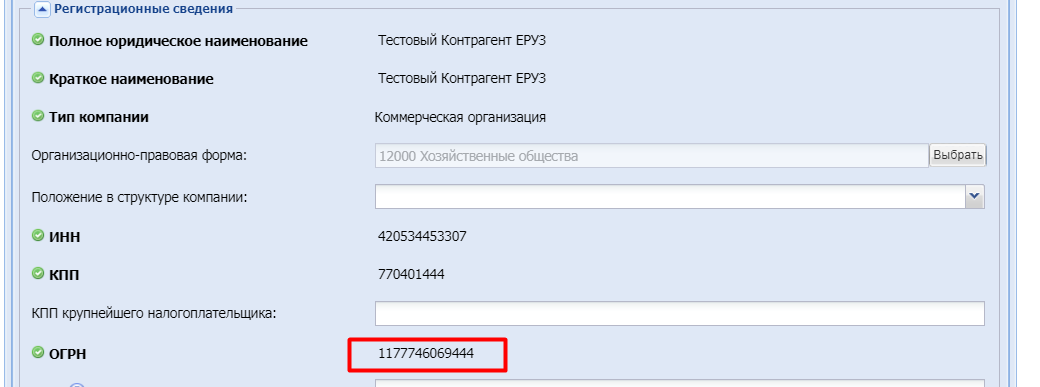 Регистрационные сведения
Полное юридическое наименование Тестовый Контрагент ЕРУЗ
Краткое наименование Тестовый Контрагент ЕРУЗ
Тип компании Коммерческая организация
Организационно-правовая форма: 12000 Хозяйственные общества Выбрать
Положение в структуре компании:
ИНН 420534453307
КПП 770401444
КПП крупнейшего налогоплательщика:
ОГРН 1177746069444